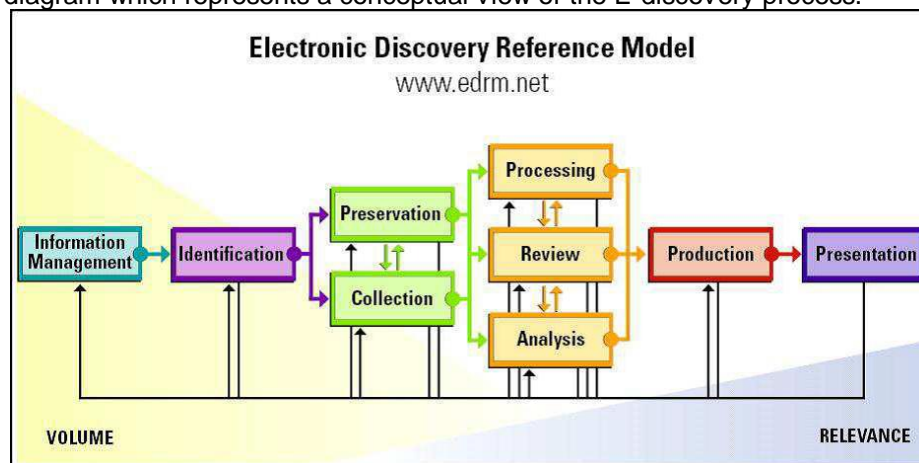 diagram which represents a conceptual view of the E-discovery process.
Electronic Discovery Reference Model
www.edrm.net
Information
Management
Identification
Preservation
Collection
Processing
Review
Analysis
Production
Presentation
VOLUME
RELEVANCE